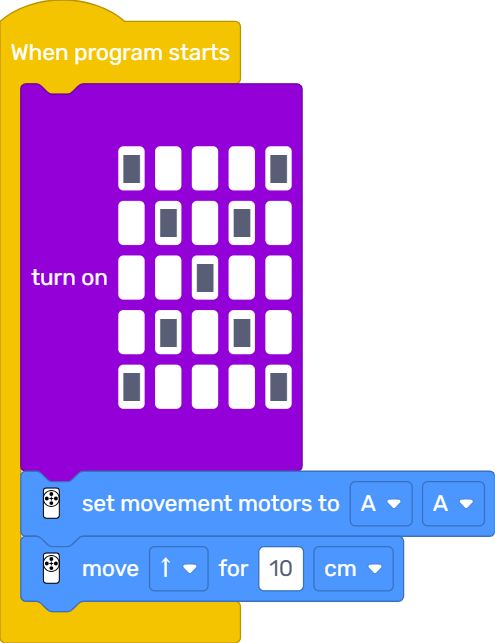 When program starts
turn on
set movement motors to A A
move ↑ for 10 cm